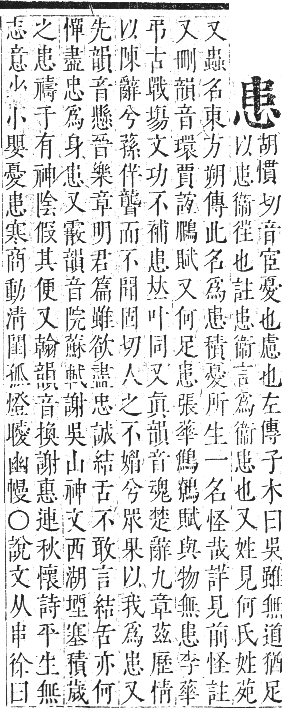 患
胡慣切音宦憂也慮也左傳子木曰吳雖無道猶足
以患衞徃也註患衞言爲衞患也又姓見何氏姓苑
又蟲名東方朔傳此名爲患積憂所生一名怪哉詳見前怪註
又刪韻音環賈誼鵩賦又何足患張華鷦鷯賦與物無患李華
弔古戰塲文功不補患𠀤叶同又眞韻音魂楚辭九章茲歷情
以陳辭兮蓀佯聾而不聞固切人之不媚兮眾果以我爲患又
先韻音懸晉樂章明君篇雖欲盡忠誠結舌不敢言結舌亦何
憚盡忠爲身患又霰韻音院蘇軾謝吳山神文西湖堙塞積歲
之患禱于有神陰假其便又翰韻音換謝惠連秋懷詩平生無
志意少小嬰憂患寒商動清閨孤燈曖幽幔○說文从串徐曰